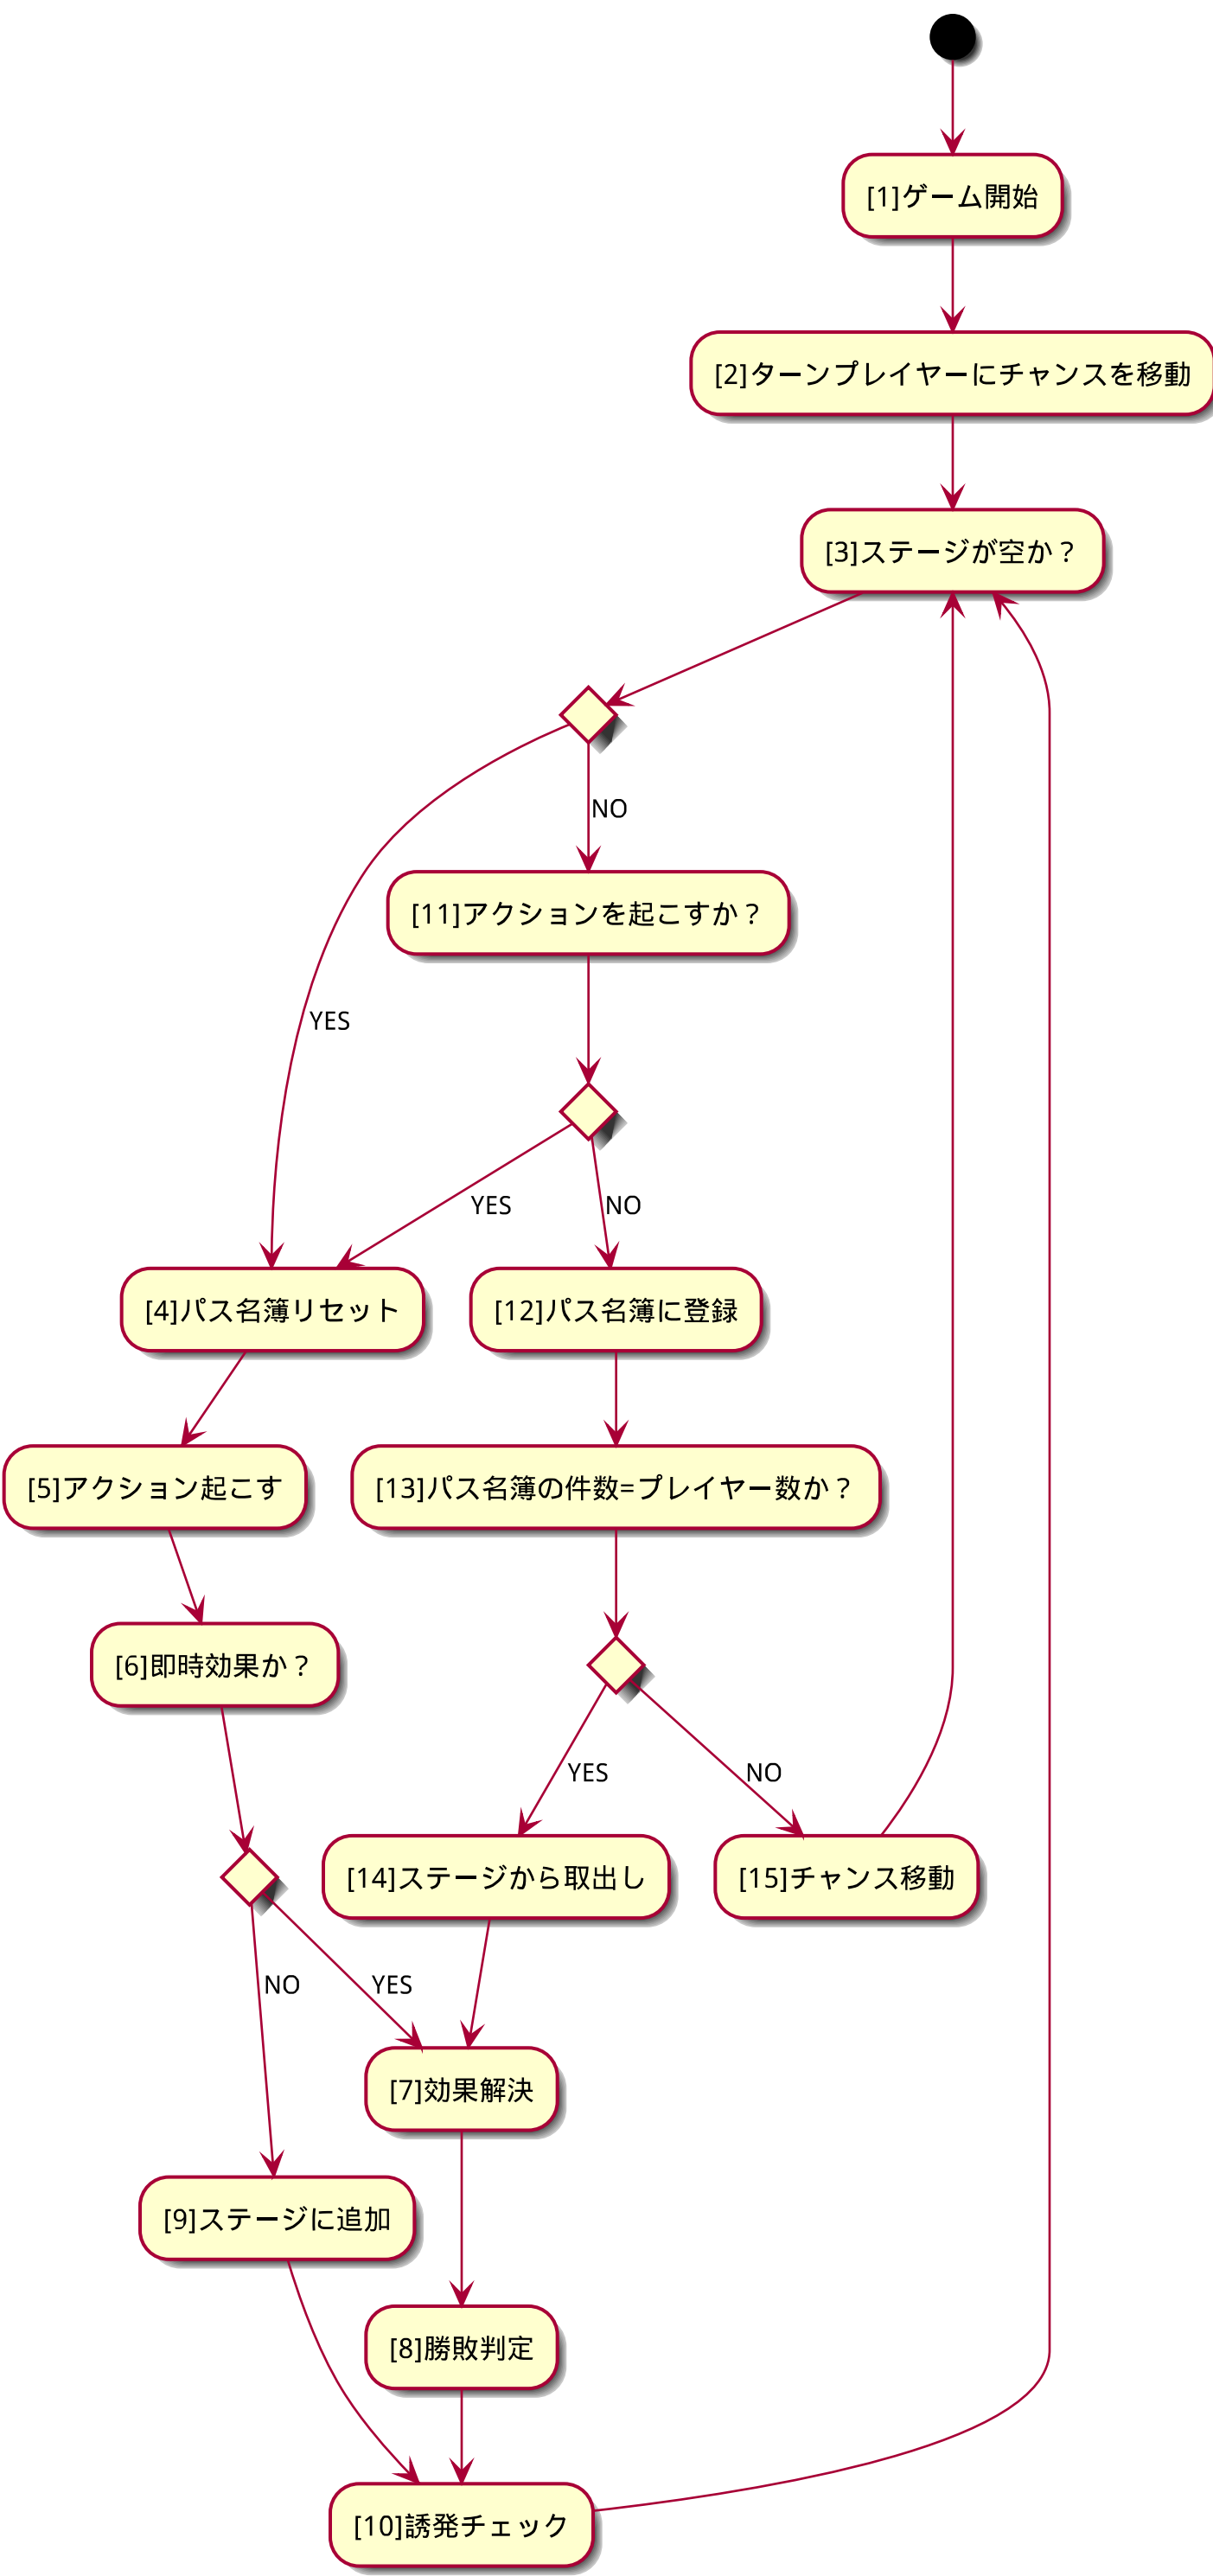 [1]ゲーム開始
[2]ターンプレイヤーにチャンスを移動
[3]ステージが空か？
NO
[11]アクションを起こすか？
YES
YES
NO
[4]パス名簿リセット
[12]パス名簿に登録
[5]アクション起こす
[13]パス名簿の件数=プレイヤー数か？
[6]即時効果か？
YES
NO
[14]ステージから取出し
[15]チャンス移動
NO
YES
[7]効果解決
[9]ステージに追加
[8]勝敗判定
[10]誘発チェック